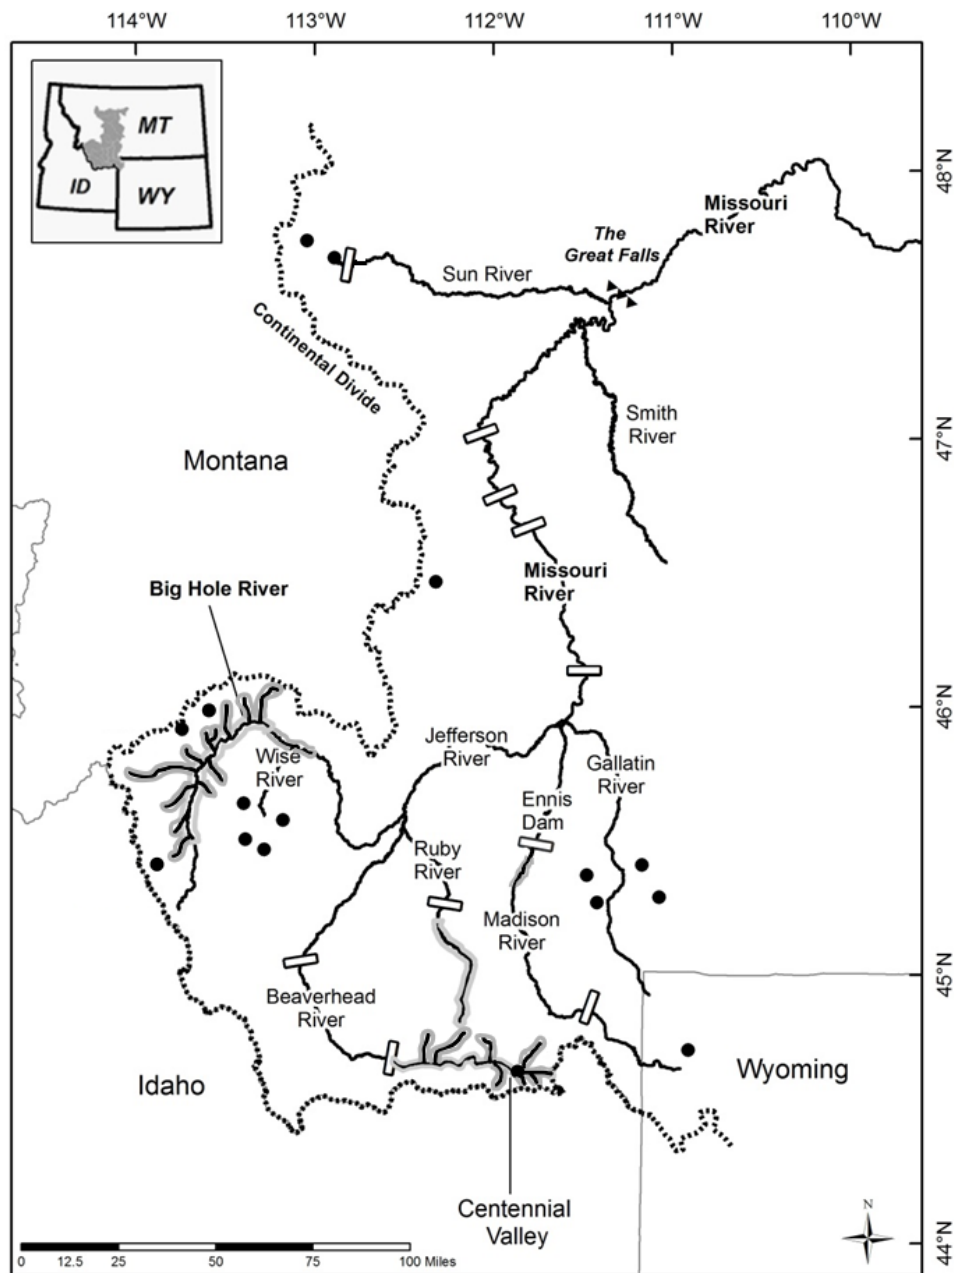 114°W
113°W
112°W
111°W
110°W
MT
ID
WY
48°N
Missouri
River
The
Great Falls
Sun River
Continental Divide
Smith
River
47°N
Montana
Missouri
River
Big Hole River
46°N
Jefferson
River
Wise
River
Gallatin
River
Ennis
Dam
Ruby
River
Madison
River
45°N
Beaverhead
River
Idaho
Wyoming
Centennial
Valley
N
44°N
0 12.5 25 50 75 100 Miles